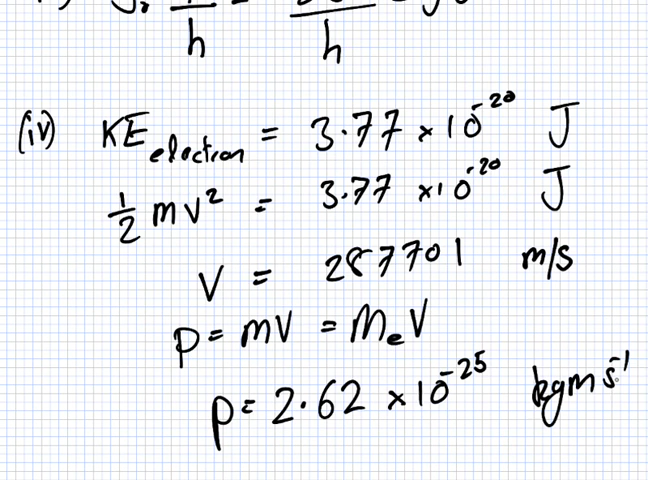 h h
(iv) KE electron = 3.77 × 10⁻²⁰ J
½ mv² = 3.77 × 10⁻²⁰ J
V = 287701 m/s
p = mV = MₑV
p = 2.62 × 10⁻²⁵ kgms⁻¹